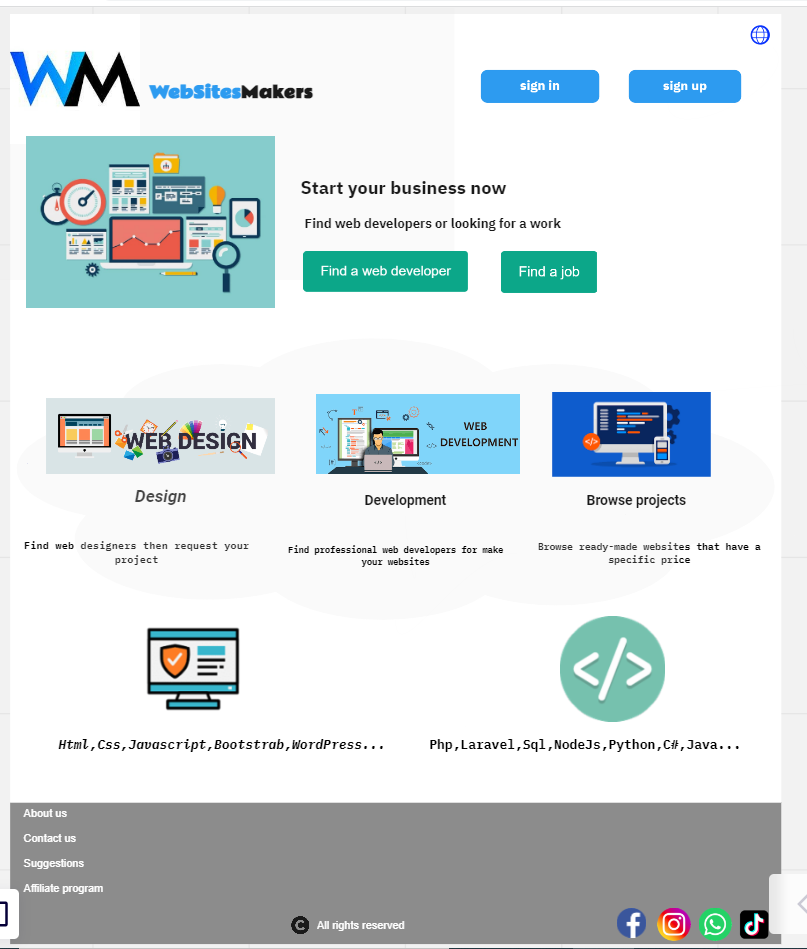 WM WebSitesMakers
sign in
sign up
Start your business now
Find web developers or looking for a work
Find a web developer
Find a job
WEB DESIGN
WEB
DEVELOPMENT
Design
Development
Browse projects
Find web designers then request your
project
Find professional web developers for make
your websites
Browse ready-made websites that have a
specific price
Html,Css,Javascript,Bootstrab,WordPress...
Php,Laravel,Sql,NodeJs,Python,C#,Java...
About us
Contact us
Suggestions
Affiliate program
C All rights reserved